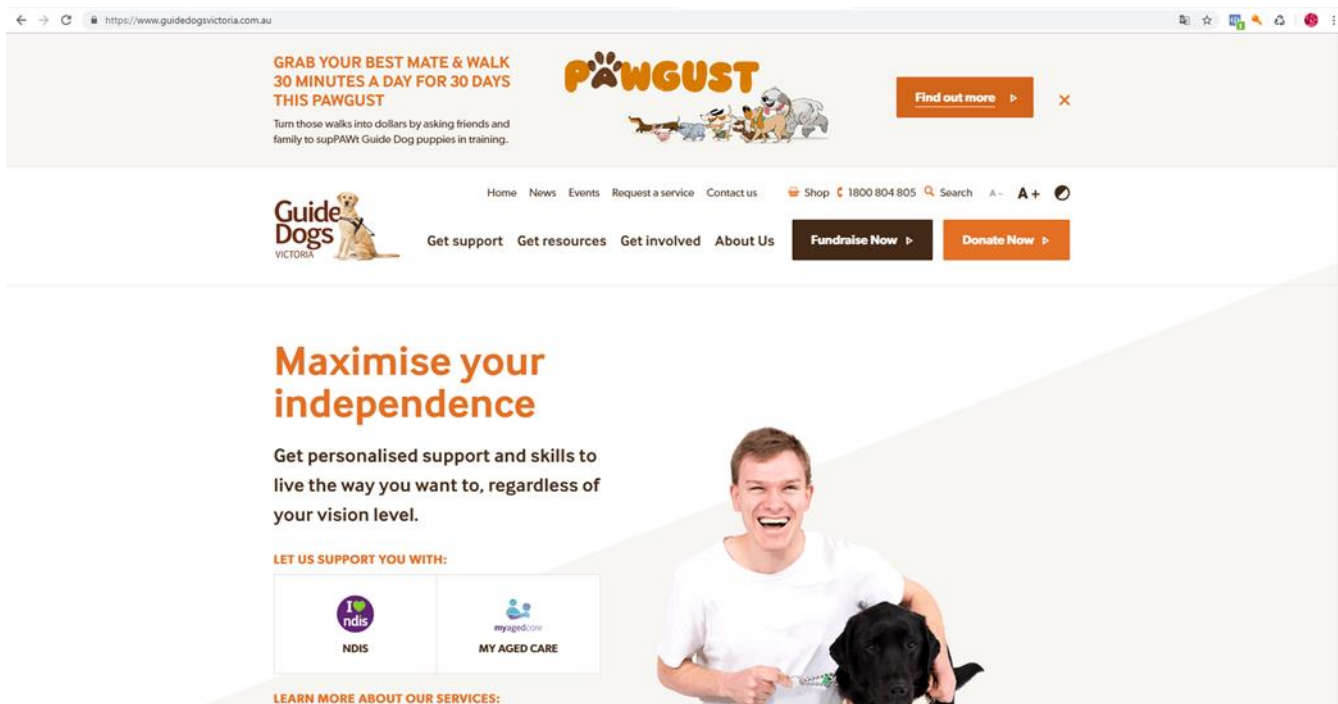 https://www.guidedogsvictoria.com.au
GRAB YOUR BEST MATE & WALK
30 MINUTES A DAY FOR 30 DAYS
THIS PAWGUST
Turn those walks into dollars by asking friends and
family to supPAWt Guide Dog puppies in training.
PAWGUST
Find out more
Home News Events Request a service Contact us Shop 1800 804 805 Search A- A+
Guide
Dogs
VICTORIA
Get support Get resources Get involved About Us Fundraise Now Donate Now
Maximise your
independence
Get personalised support and skills to
live the way you want to, regardless of
your vision level.
LET US SUPPORT YOU WITH:
I
ndis
myagedcare
NDIS MY AGED CARE
LEARN MORE ABOUT OUR SERVICES: